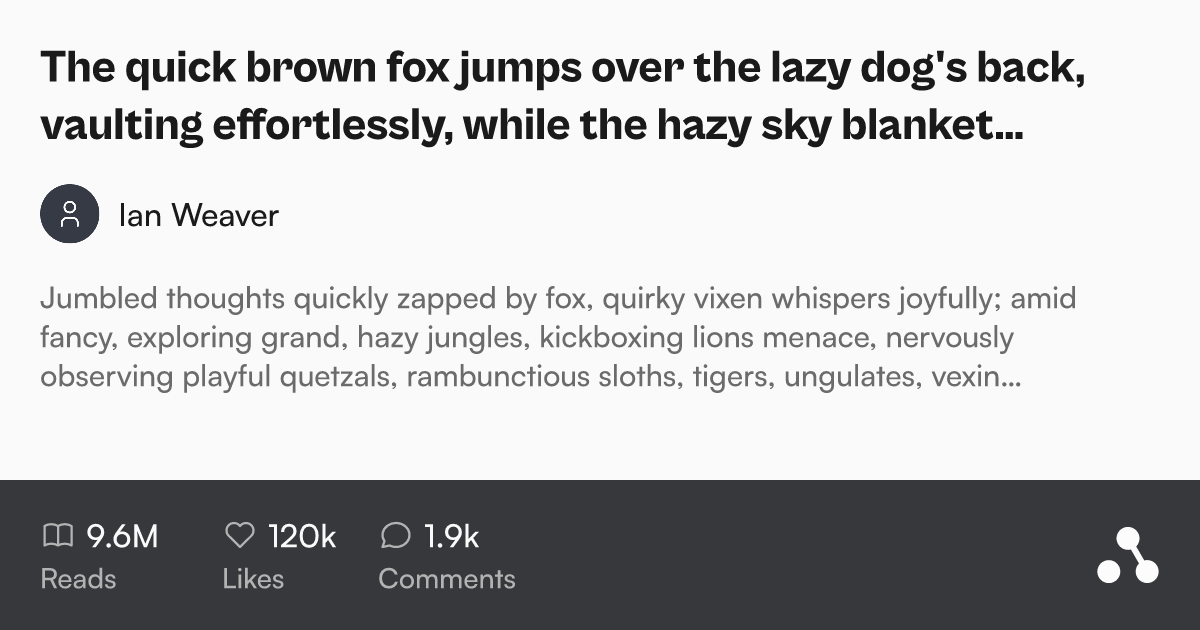 The quick brown fox jumps over the lazy dog's back,
vaulting effortlessly, while the hazy sky blanket...
Ian Weaver
Jumbled thoughts quickly zapped by fox, quirky vixen whispers joyfully; amid
fancy, exploring grand, hazy jungles, kickboxing lions menace, nervously
observing playful quetzals, rambunctious sloths, tigers, ungulates, vexin...
9.6M 120k 1.9k
Reads Likes Comments